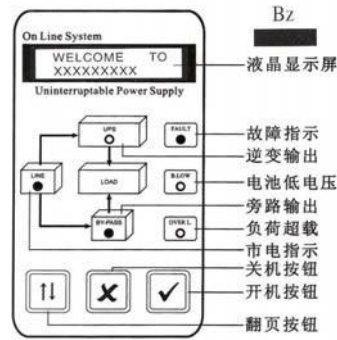 Bz
On Line System
WELCOME TO
XXXXXXXXX
液晶显示屏
Uninterruptable Power Supply
UPS
FAULT
故障指示
逆变输出
LINE
LOAD
B.LOW
电池低电压
旁路输出
BY-PASS
OVER L.
负荷超载
市电指示
关机按钮
开机按钮
翻页按钮